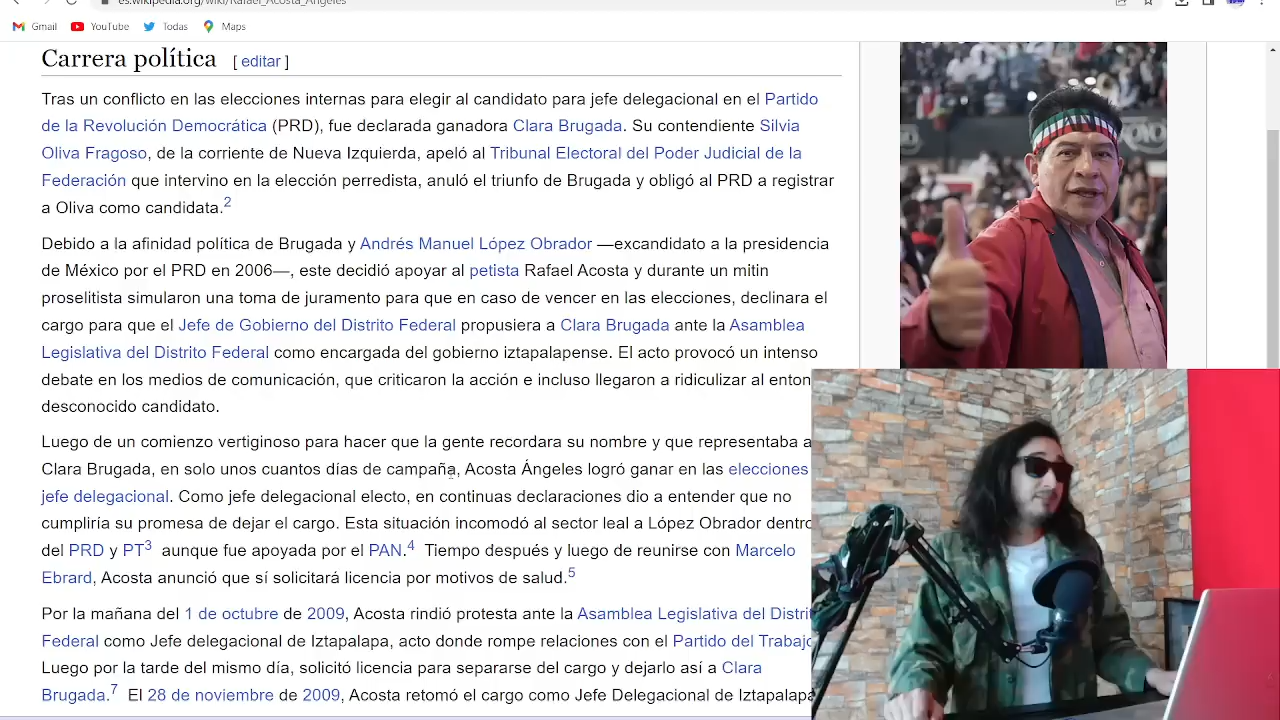 es.wikipedia.org/wiki/Rafael_Acosta_Ángeles
Gmail YouTube Todas Maps
Carrera política [ editar ]
Tras un conflicto en las elecciones internas para elegir al candidato para jefe delegacional en el Partido
de la Revolución Democrática (PRD), fue declarada ganadora Clara Brugada. Su contendiente Silvia
Oliva Fragoso, de la corriente de Nueva Izquierda, apeló al Tribunal Electoral del Poder Judicial de la
Federación que intervino en la elección perredista, anuló el triunfo de Brugada y obligó al PRD a registrar
a Oliva como candidata.2
Debido a la afinidad política de Brugada y Andrés Manuel López Obrador —excandidato a la presidencia
de México por el PRD en 2006—, este decidió apoyar al petista Rafael Acosta y durante un mitin
proselitista simularon una toma de juramento para que en caso de vencer en las elecciones, declinara el
cargo para que el Jefe de Gobierno del Distrito Federal propusiera a Clara Brugada ante la Asamblea
Legislativa del Distrito Federal como encargada del gobierno iztapalapense. El acto provocó un intenso
debate en los medios de comunicación, que criticaron la acción e incluso llegaron a ridiculizar al enton
desconocido candidato.
Luego de un comienzo vertiginoso para hacer que la gente recordara su nombre y que representaba a
Clara Brugada, en solo unos cuantos días de campaña, Acosta Ángeles logró ganar en las elecciones
jefe delegacional. Como jefe delegacional electo, en continuas declaraciones dio a entender que no
cumpliría su promesa de dejar el cargo. Esta situación incomodó al sector leal a López Obrador dentro
del PRD y PT3 aunque fue apoyada por el PAN.4 Tiempo después y luego de reunirse con Marcelo
Ebrard, Acosta anunció que sí solicitará licencia por motivos de salud.5
Por la mañana del 1 de octubre de 2009, Acosta rindió protesta ante la Asamblea Legislativa del Distrit
Federal como Jefe delegacional de Iztapalapa, acto donde rompe relaciones con el Partido del Trabajo
Luego por la tarde del mismo día, solicitó licencia para separarse del cargo y dejarlo así a Clara
Brugada.7 El 28 de noviembre de 2009, Acosta retomó el cargo como Jefe Delegacional de Iztapalapa